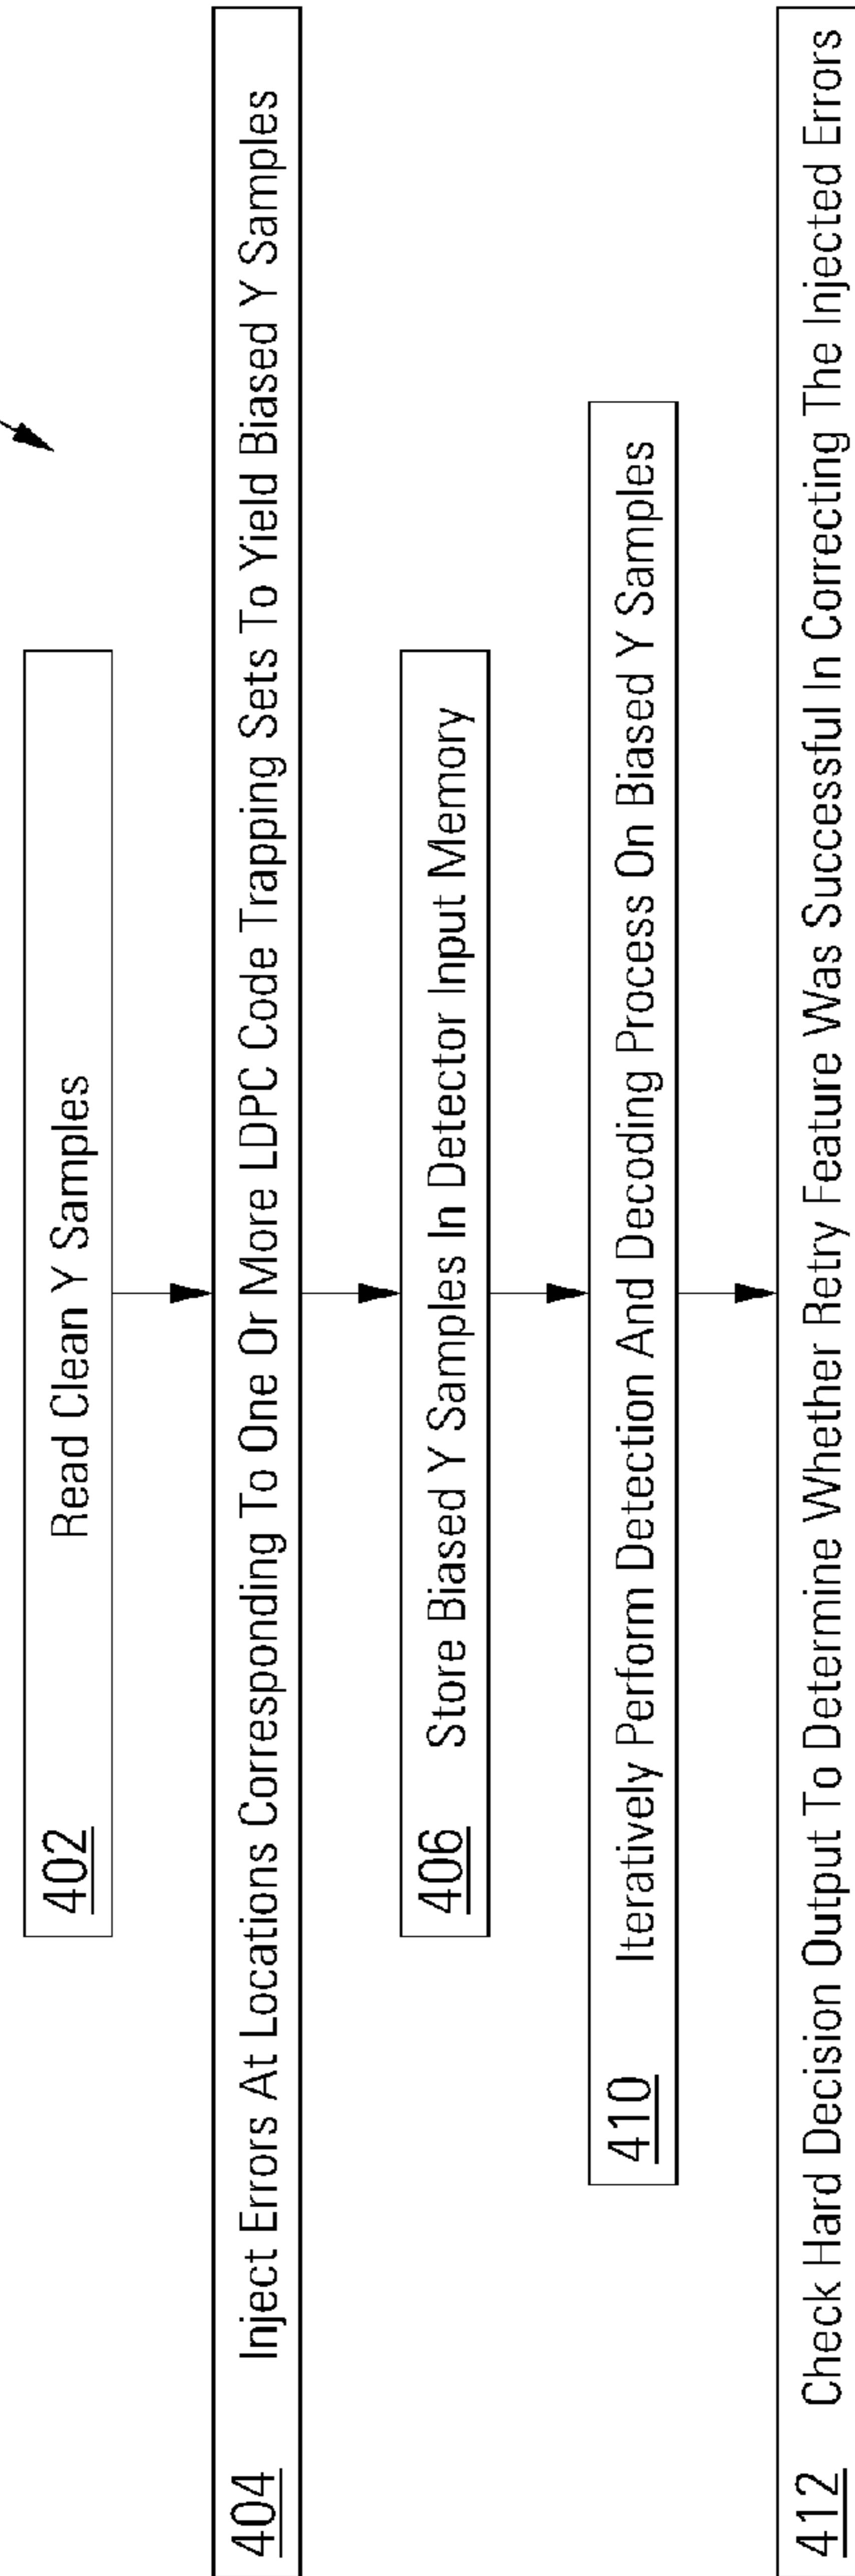 402 Read Clean Y Samples
404 Inject Errors At Locations Corresponding To One Or More LDPC Code Trapping Sets To Yield Biased Y Samples
406 Store Biased Y Samples In Detector Input Memory
410 Iteratively Perform Detection And Decoding Process On Biased Y Samples
412 Check Hard Decision Output To Determine Whether Retry Feature Was Successful In Correcting The Injected Errors